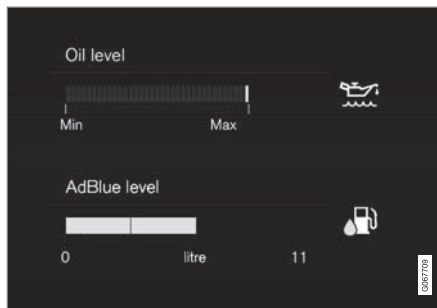 Oil level
Min Max
AdBlue level
0 litre 11
G067709